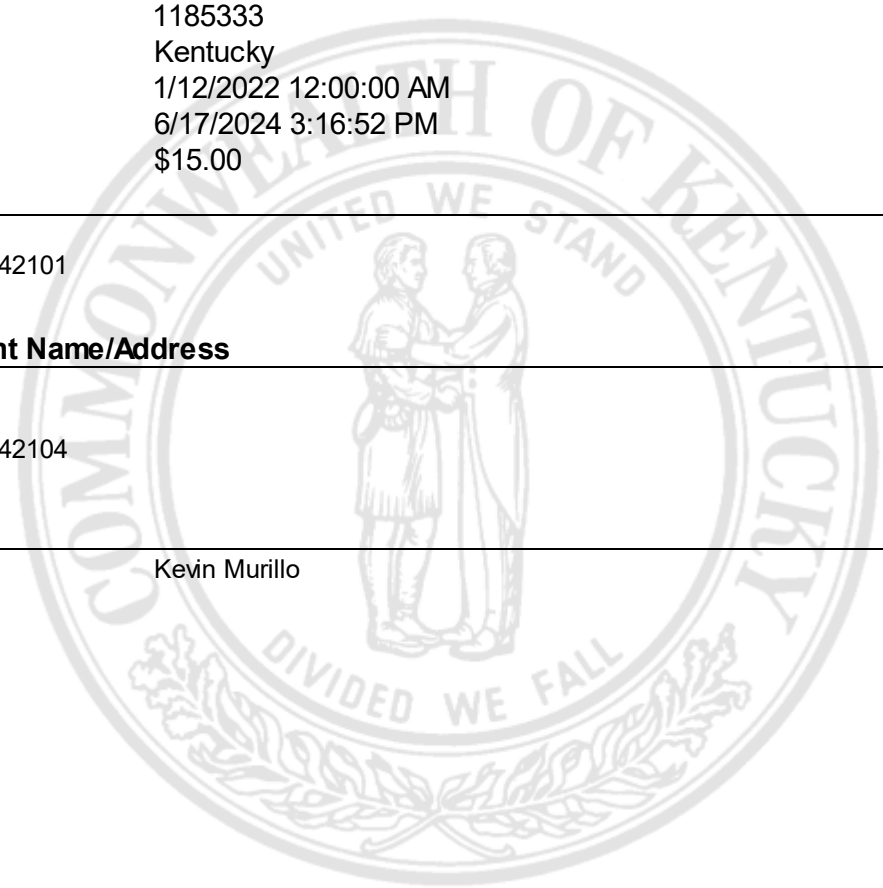 1185333
Kentucky
1/12/2022 12:00:00 AM
6/17/2024 3:16:52 PM
$15.00
42101
nt Name/Address
42104
Kevin Murillo
COMMONWEALTH OF KENTUCKY
UNITED WE STAND
DIVIDED WE FALL